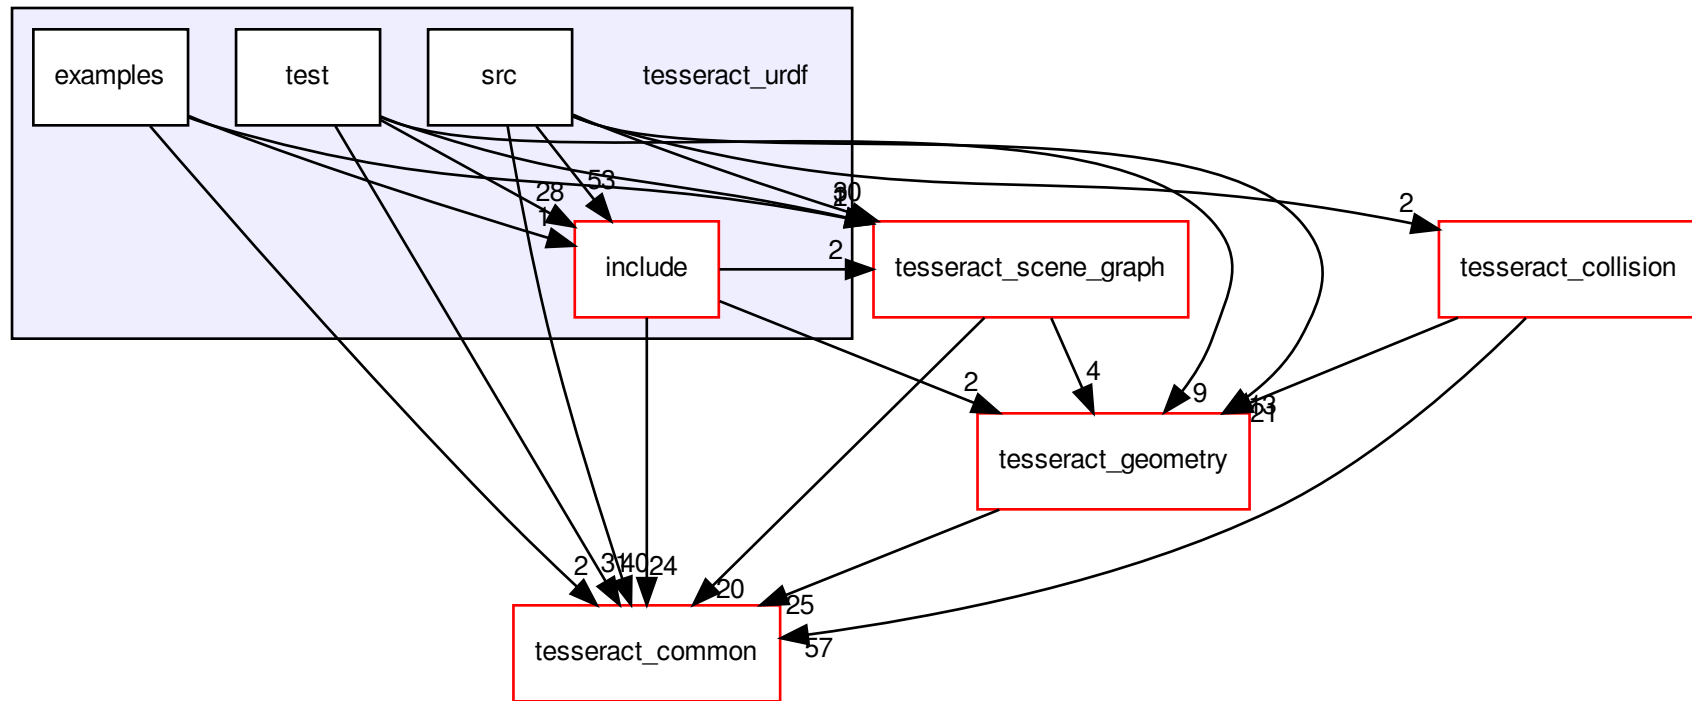 examples
test
src
tesseract_urdf
53
28
1
30
2
2
include
tesseract_scene_graph
tesseract_collision
2
4
9
21
tesseract_geometry
2
31
40
24
20
25
57
tesseract_common